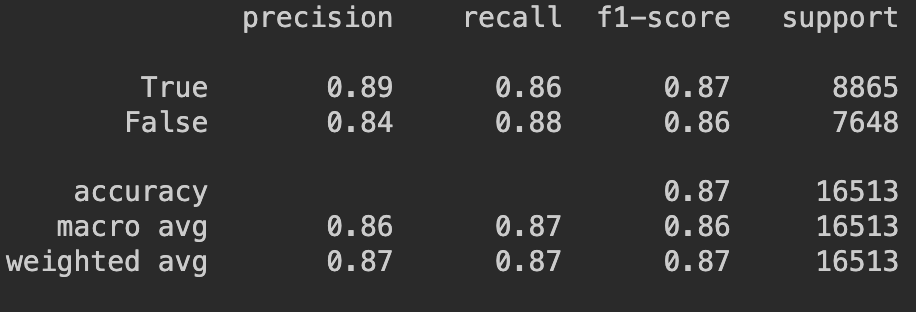 precision recall f1-score support
True 0.89 0.86 0.87 8865
False 0.84 0.88 0.86 7648
accuracy 0.87 16513
macro avg 0.86 0.87 0.86 16513
weighted avg 0.87 0.87 0.87 16513